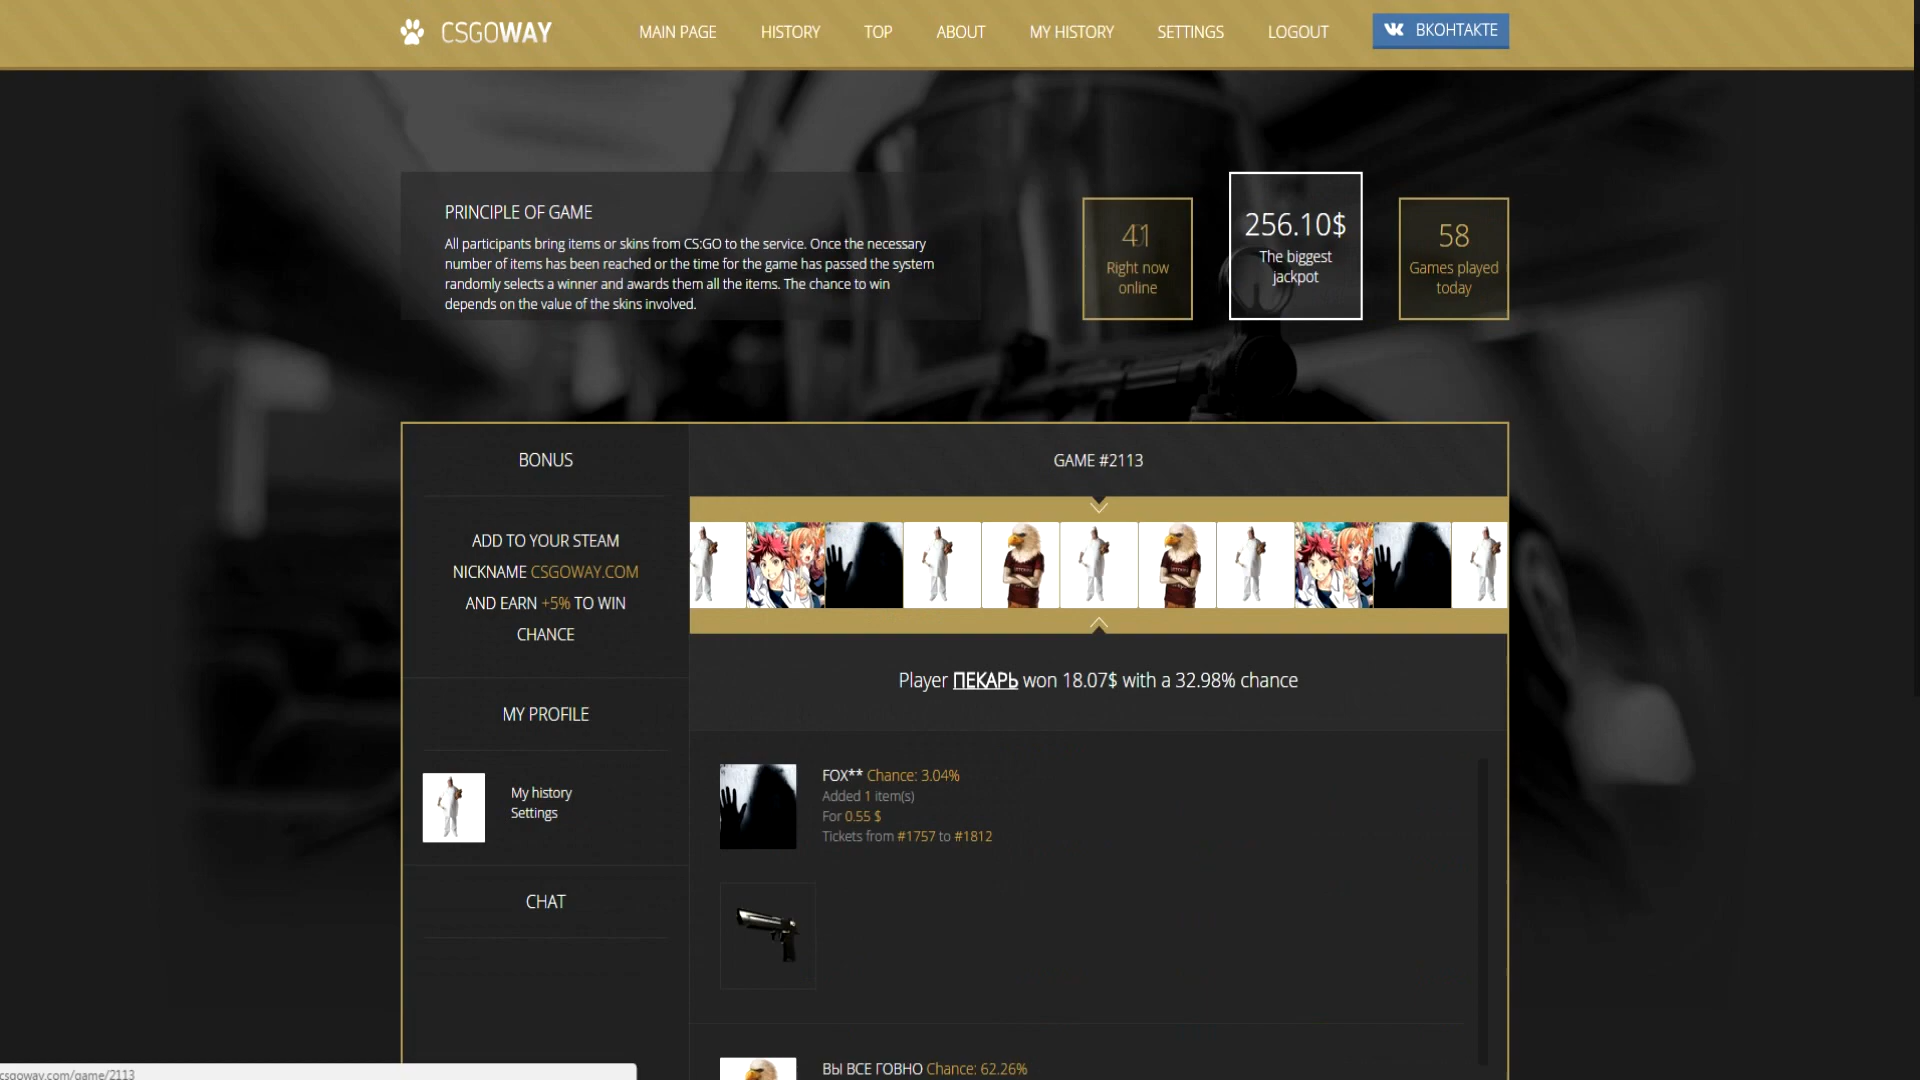 CSGOWAY
MAIN PAGE
HISTORY
TOP
ABOUT
MY HISTORY
SETTINGS
LOGOUT
ВКОНТАКТЕ
PRINCIPLE OF GAME
All participants bring items or skins from CS:GO to the service. Once the necessary
number of items has been reached or the time for the game has passed the system
randomly selects a winner and awards them all the items. The chance to win
depends on the value of the skins involved.
41
Right now
online
256.10$
The biggest
jackpot
58
Games played
today
BONUS
ADD TO YOUR STEAM
NICKNAME CSGOWAY.COM
AND EARN +5% TO WIN
CHANCE
MY PROFILE
My history
Settings
CHAT
GAME #2113
Player ПЕКАРЬ won 18.07$ with a 32.98% chance
FOX** Chance: 3.04%
Added 1 item(s)
For 0.55 $
Tickets from #1757 to #1812
ВЫ ВСЕ ГОВНО Chance: 62.26%
csgoway.com/game/2113